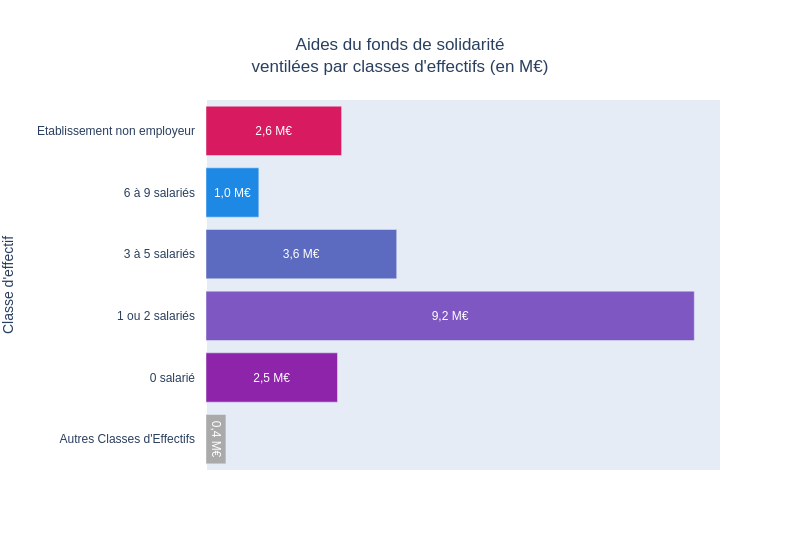 Aides du fonds de solidarité
ventilées par classes d'effectifs (en M€)
Classe d'effectif
Etablissement non employeur
2,6 M€
6 à 9 salariés
1,0 M€
3 à 5 salariés
3,6 M€
1 ou 2 salariés
9,2 M€
0 salarié
2,5 M€
Autres Classes d'Effectifs
0,4 M€